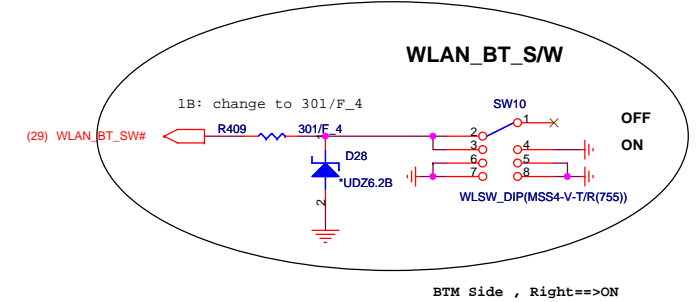 WLAN_BT_S/W
1B: change to 301/F_4
SW10
(29) WLAN_BT_SW#
R409
301/F_4
1
2
1
OFF
3
4
ON
D28
6
5
*UDZ6.2B
7
8
2
WLSW_DIP(MSS4-V-T/R(755))
BTM Side , Right==>ON